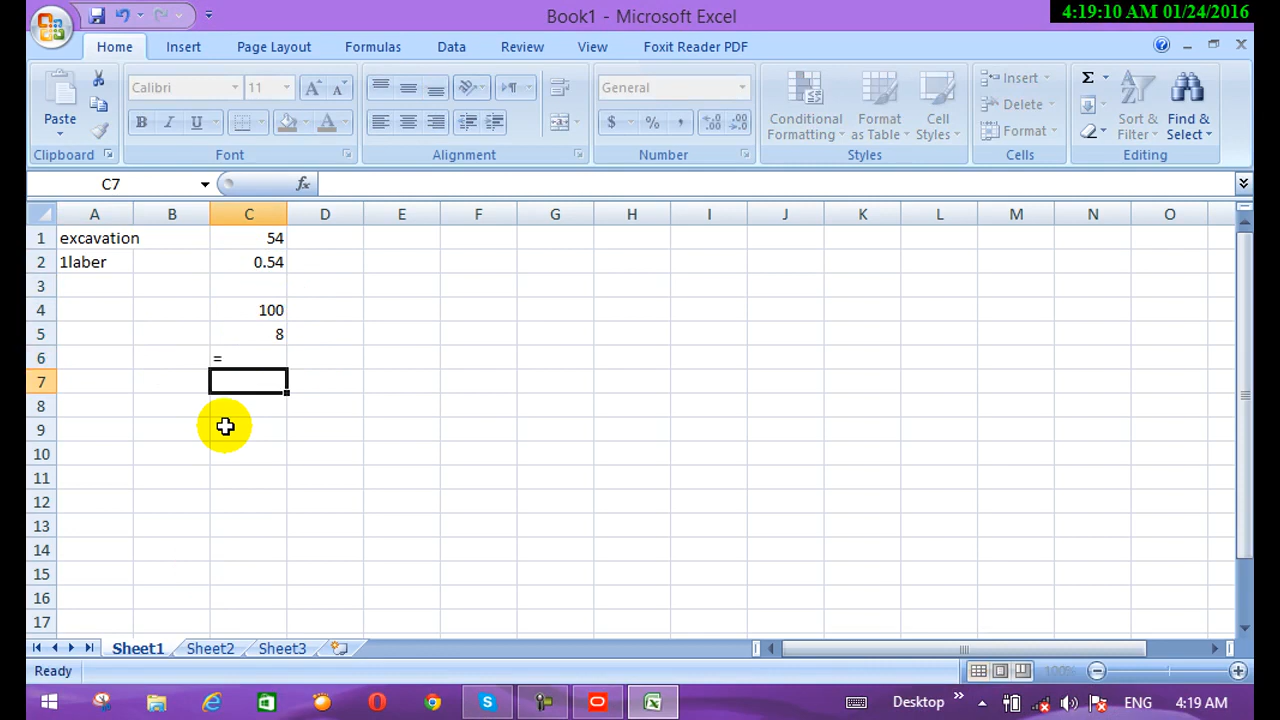 Book1 - Microsoft Excel
4:19:10 AM 01/24/2016
Home Insert Page Layout Formulas Data Review View Foxit Reader PDF
Calibri 11 General
Paste
B I U $ % ,
Conditional Formatting
Format as Table
Cell Styles
Insert
Delete
Format
Σ
Sort & Filter
Find & Select
Clipboard Font Alignment Number Styles Cells Editing
C7 fx
A B C D E F G H I J K L M N O
1 excavation 54
2 1laber 0.54
3
4 100
5 8
6 =
7
8
9
10
11
12
13
14
15
16
17
Sheet1 Sheet2 Sheet3
Ready 100%
Desktop ENG 4:19 AM